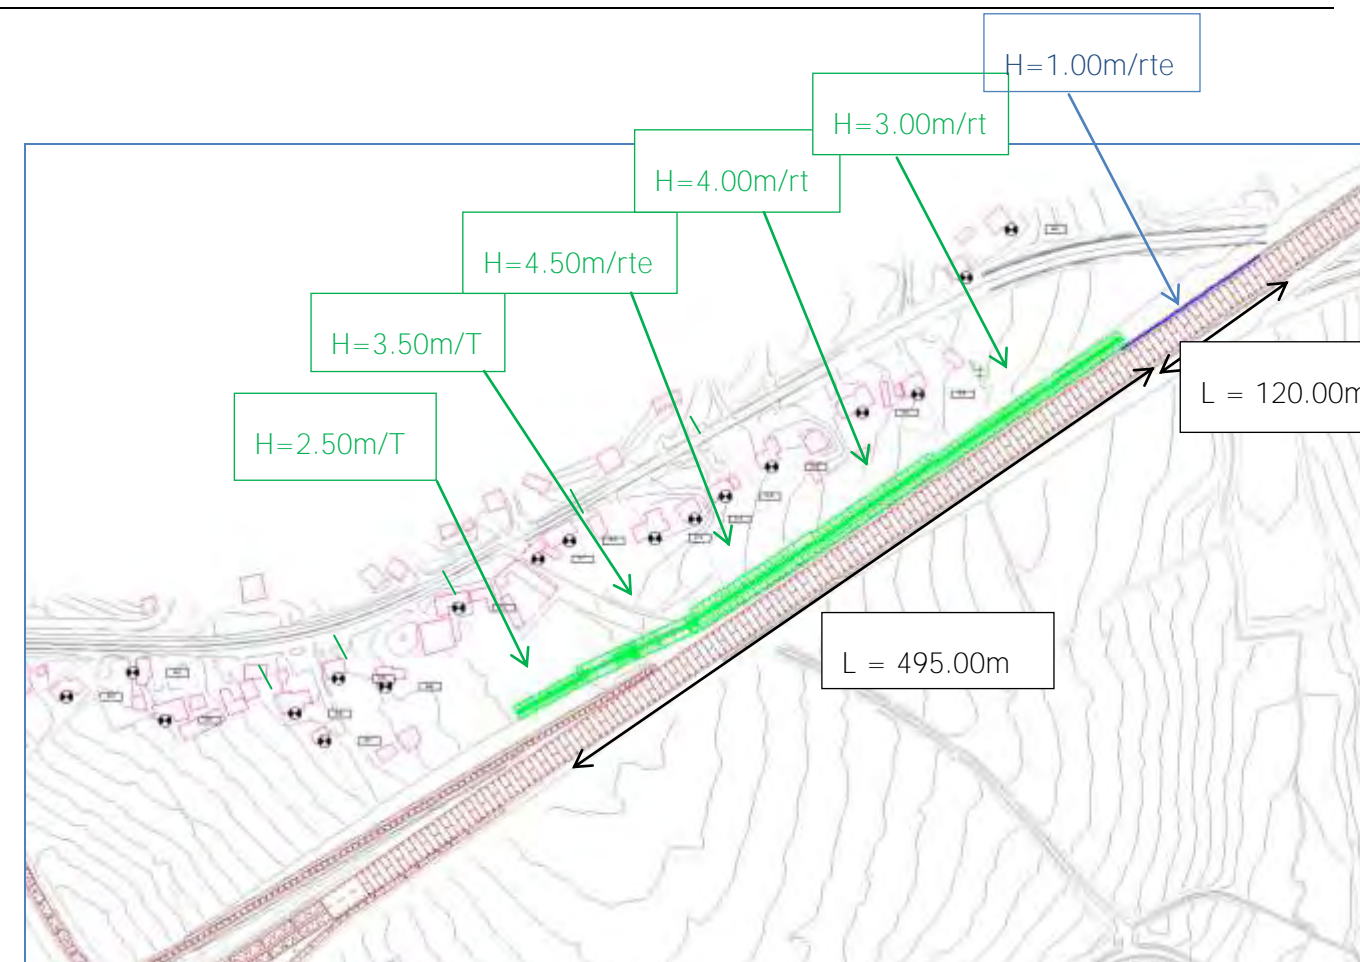 H=1.00m/rte
H=3.00m/rt
H=4.00m/rt
H=4.50m/rte
H=3.50m/T
H=2.50m/T
L = 120.00m
L = 495.00m